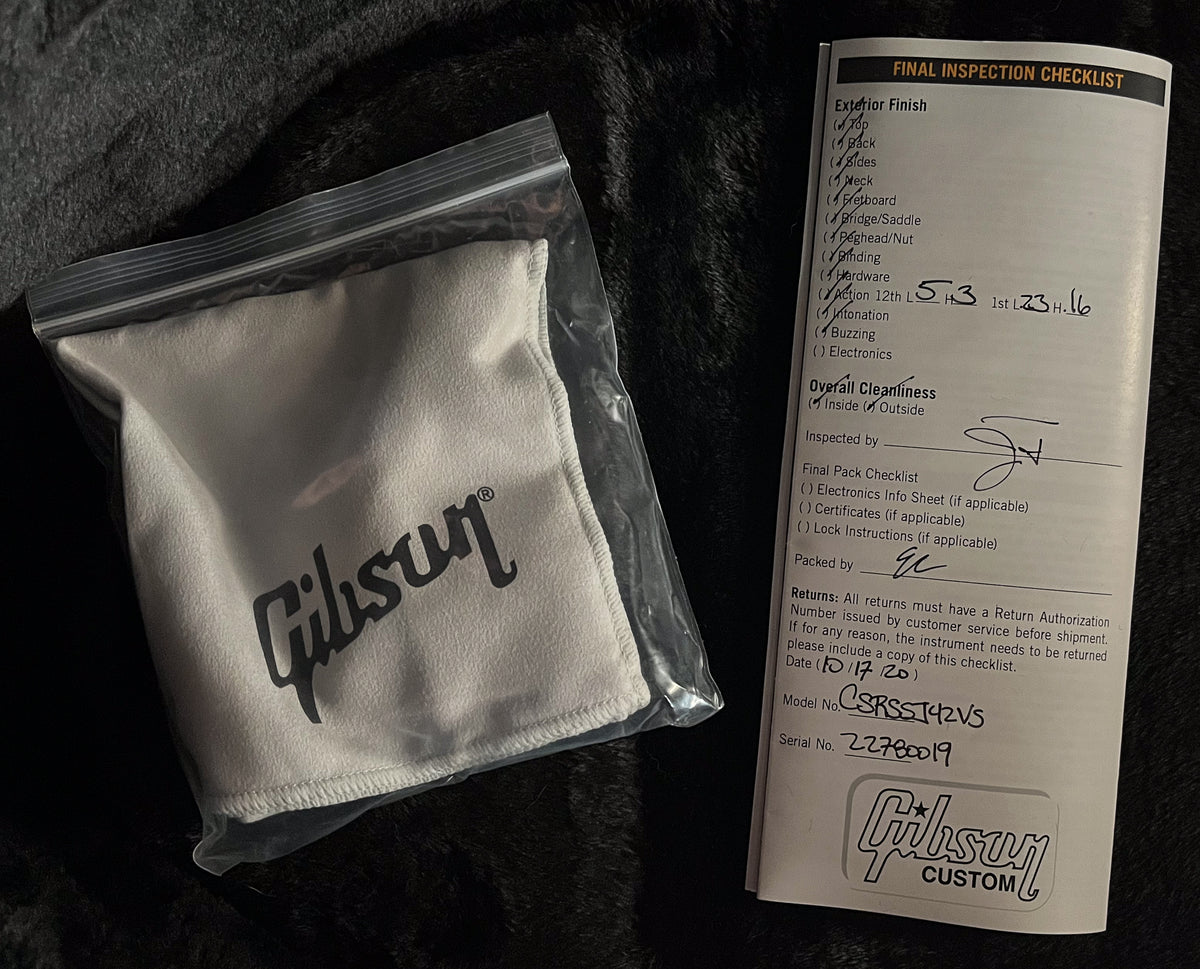 Gibson®
FINAL INSPECTION CHECKLIST
Exterior Finish
(✓) Top
(✓) Back
(✓) Sides
(✓) Neck
(✓) Fretboard
(✓) Bridge/Saddle
(✓) Peghead/Nut
(✓) Binding
(✓) Hardware
(✓) Action 12th L 5 H 3 1st L .23 H .16
(✓) Intonation
(✓) Buzzing
( ) Electronics
Overall Cleanliness
(✓) Inside (✓) Outside
Inspected by
Final Pack Checklist
( ) Electronics Info Sheet (if applicable)
( ) Certificates (if applicable)
( ) Lock Instructions (if applicable)
Packed by
Returns: All returns must have a Return Authorization
Number issued by customer service before shipment.
If for any reason, the instrument needs to be returned
please include a copy of this checklist.
Date (10/17/20)
Model No. CSRSSJ42VS
Serial No. 22780019
Gibson
CUSTOM